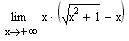 lim x · (√x² + 1 − x)
x→+∞